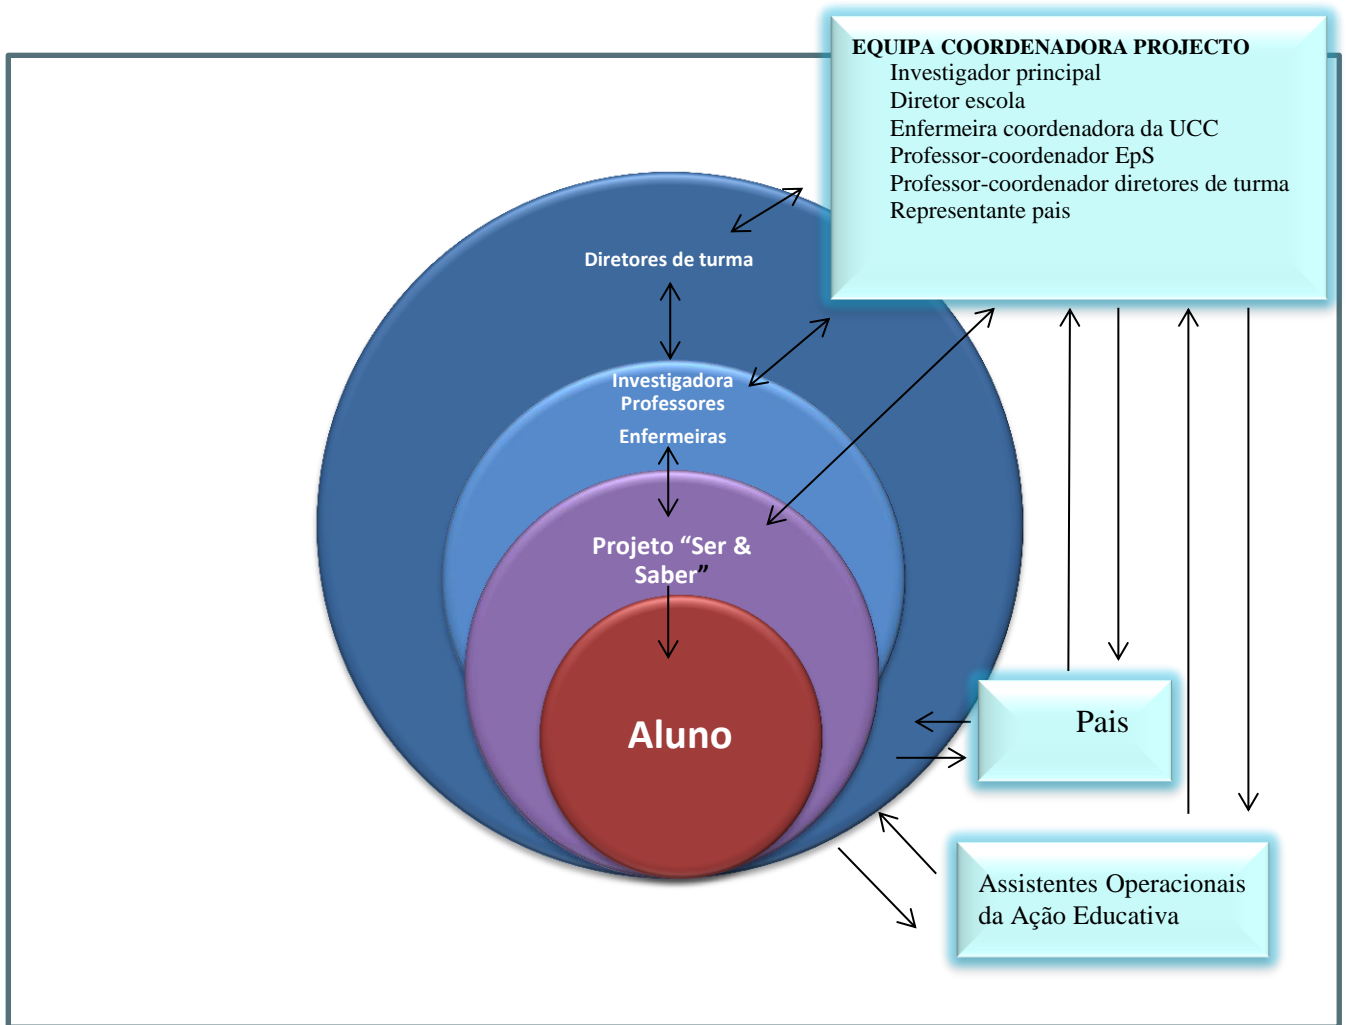 EQUIPA COORDENADORA PROJECTO
Investigador principal
Diretor escola
Enfermeira coordenadora da UCC
Professor-coordenador EpS
Professor-coordenador diretores de turma
Representante pais
Diretores de turma
Investigadora
Professores
Enfermeiras
Projeto “Ser &
Saber”
Aluno
Pais
Assistentes Operacionais
da Ação Educativa